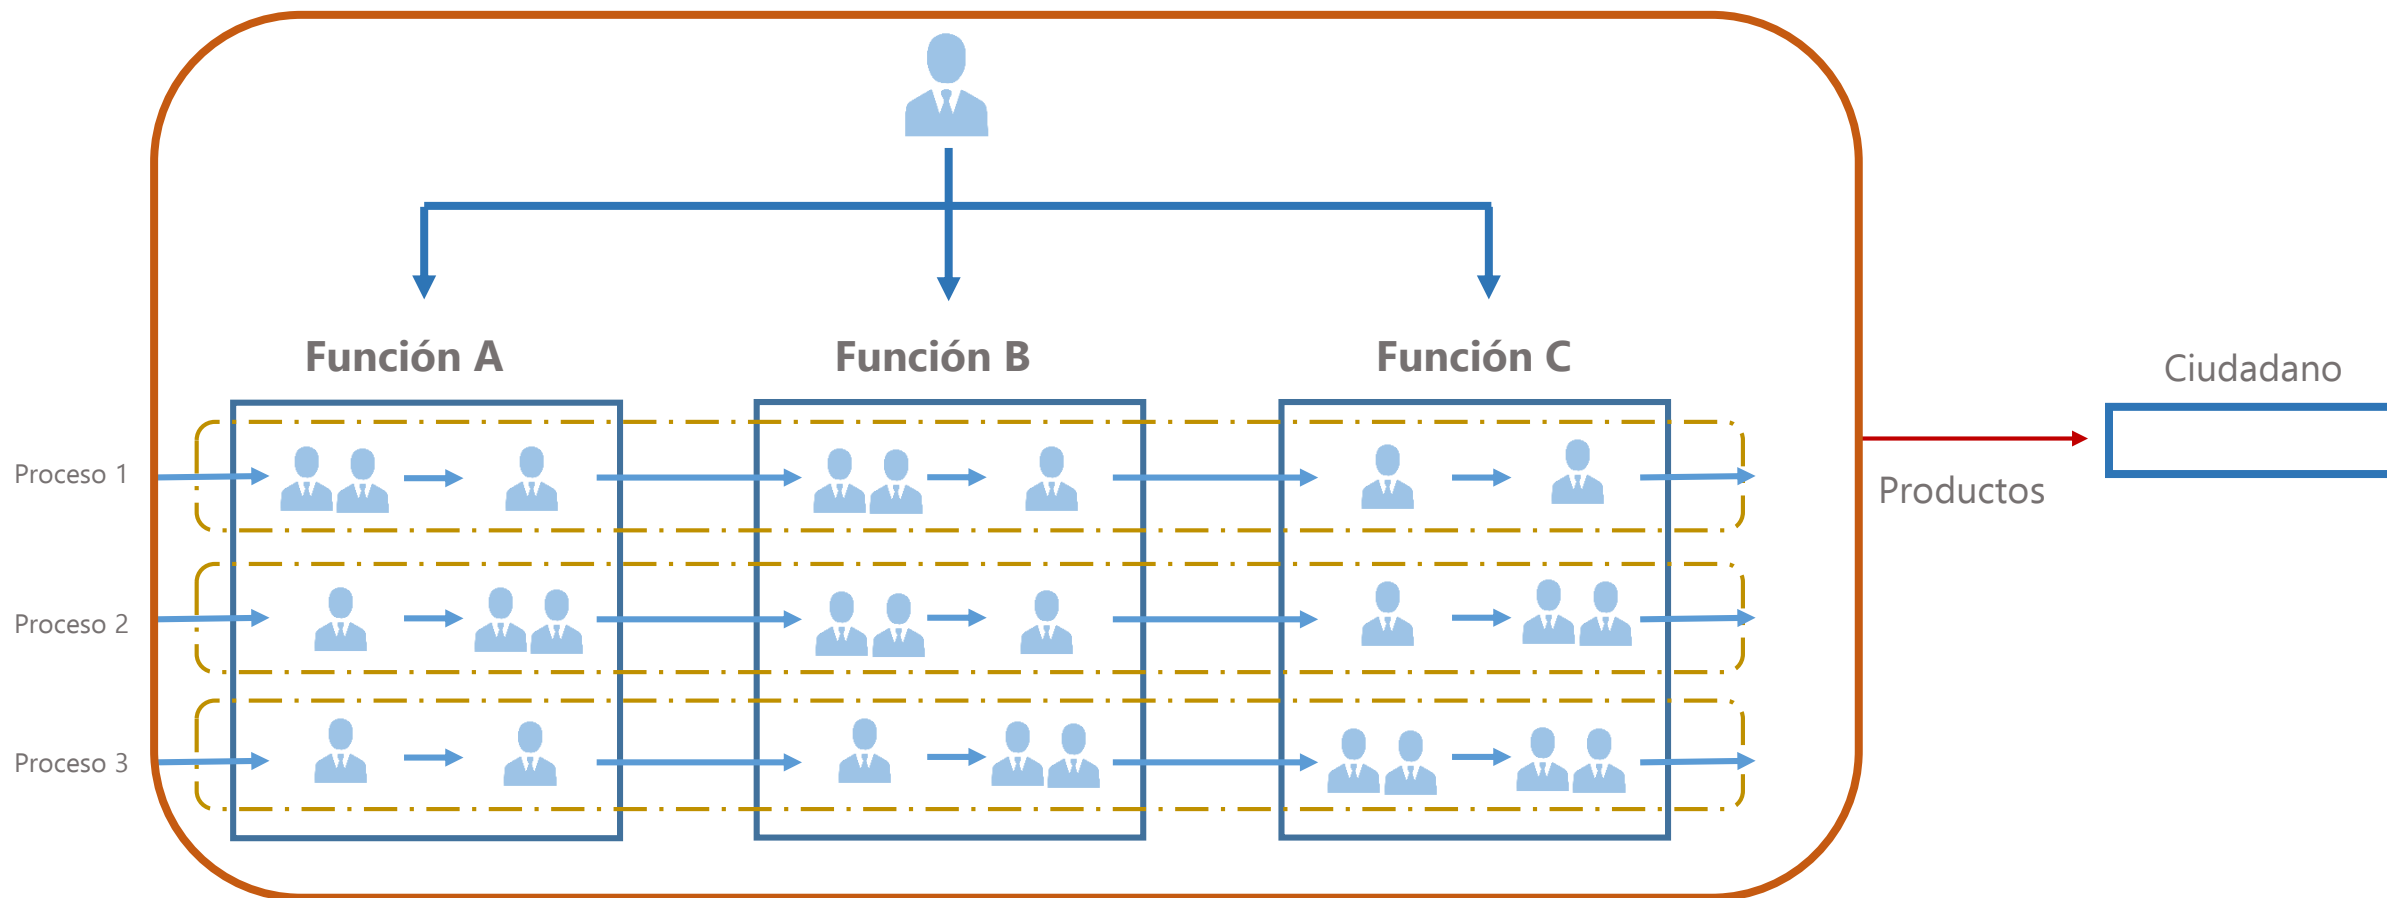 Función A
Función B
Función C
Ciudadano
Proceso 1
Productos
Proceso 2
Proceso 3